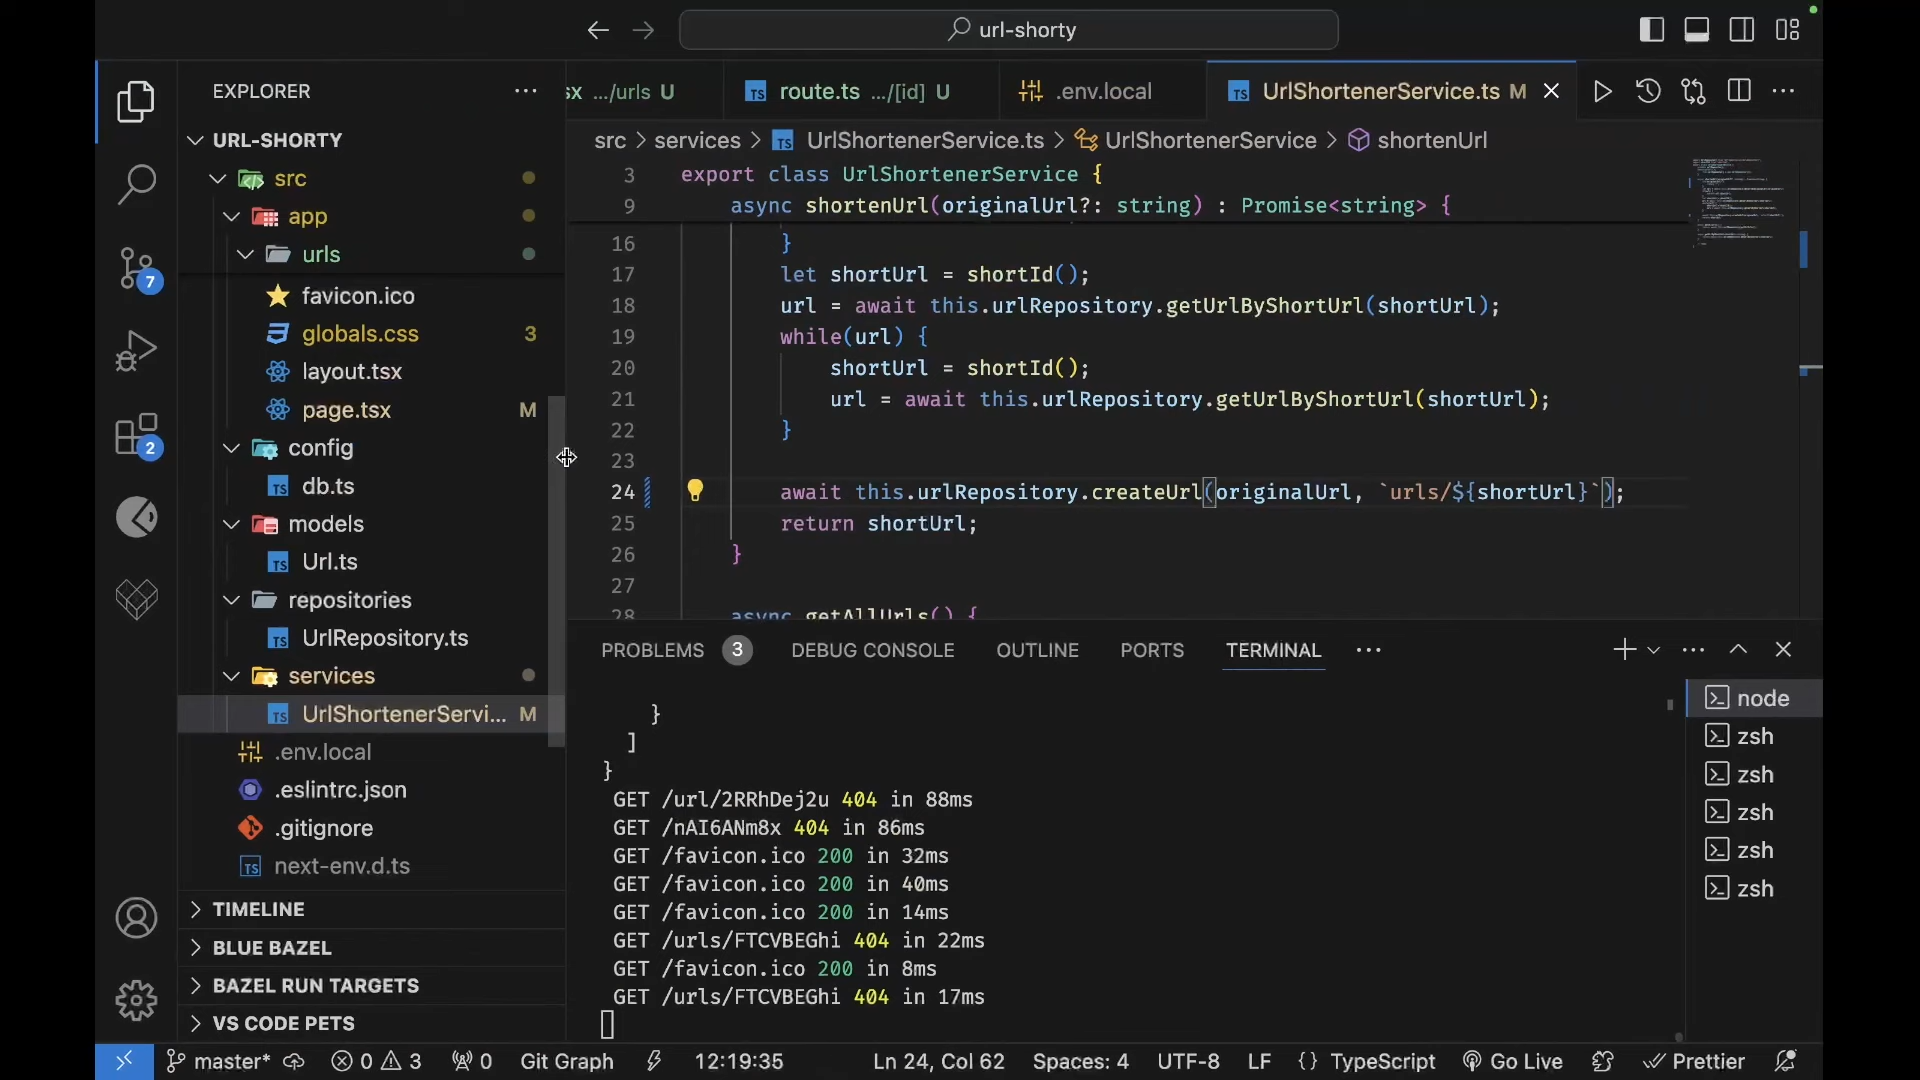 url-shorty
EXPLORER
URL-SHORTY
src
app
urls
favicon.ico
globals.css 3
layout.tsx
page.tsx M
config
db.ts
models
Url.ts
repositories
UrlRepository.ts
services
UrlShortenerServi... M
.env.local
.eslintrc.json
.gitignore
next-env.d.ts
TIMELINE
BLUE BAZEL
BAZEL RUN TARGETS
VS CODE PETS
7
2
sx .../urls U
route.ts .../[id] U
.env.local
UrlShortenerService.ts M
src > services > UrlShortenerService.ts > UrlShortenerService > shortenUrl
3 export class UrlShortenerService {
9 async shortenUrl(originalUrl?: string) : Promise<string> {
16 }
17 let shortUrl = shortId();
18 url = await this.urlRepository.getUrlByShortUrl(shortUrl);
19 while(url) {
20 shortUrl = shortId();
21 url = await this.urlRepository.getUrlByShortUrl(shortUrl);
22 }
23
24 await this.urlRepository.createUrl(originalUrl, `urls/${shortUrl}`);
25 return shortUrl;
26 }
27
28 async getAllUrls() {
PROBLEMS 3 DEBUG CONSOLE OUTLINE PORTS TERMINAL
}
]
}
GET /url/2RRhDej2u 404 in 88ms
GET /nAI6ANm8x 404 in 86ms
GET /favicon.ico 200 in 32ms
GET /favicon.ico 200 in 40ms
GET /favicon.ico 200 in 14ms
GET /urls/FTCVBEGhi 404 in 22ms
GET /favicon.ico 200 in 8ms
GET /urls/FTCVBEGhi 404 in 17ms
node
zsh
zsh
zsh
zsh
zsh
master* 0 3 0 Git Graph 12:19:35 Ln 24, Col 62 Spaces: 4 UTF-8 LF {} TypeScript Go Live Prettier